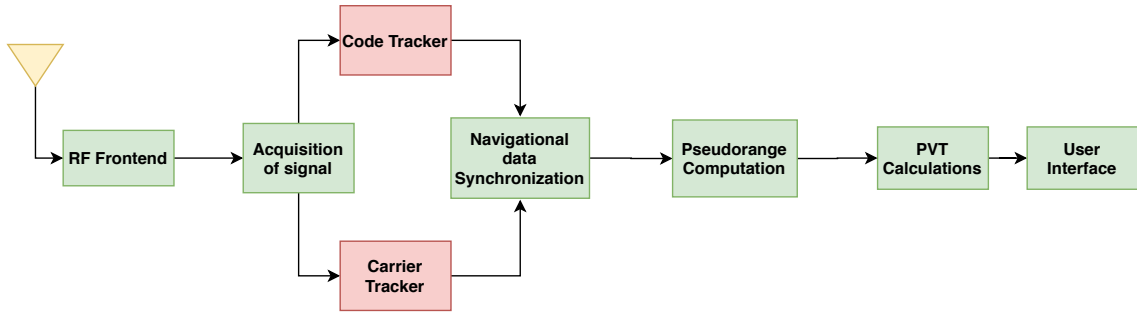 Code Tracker
RF Frontend
Acquisition
of signal
Navigational
data
Synchronization
Pseudorange
Computation
PVT
Calculations
User
Interface
Carrier
Tracker